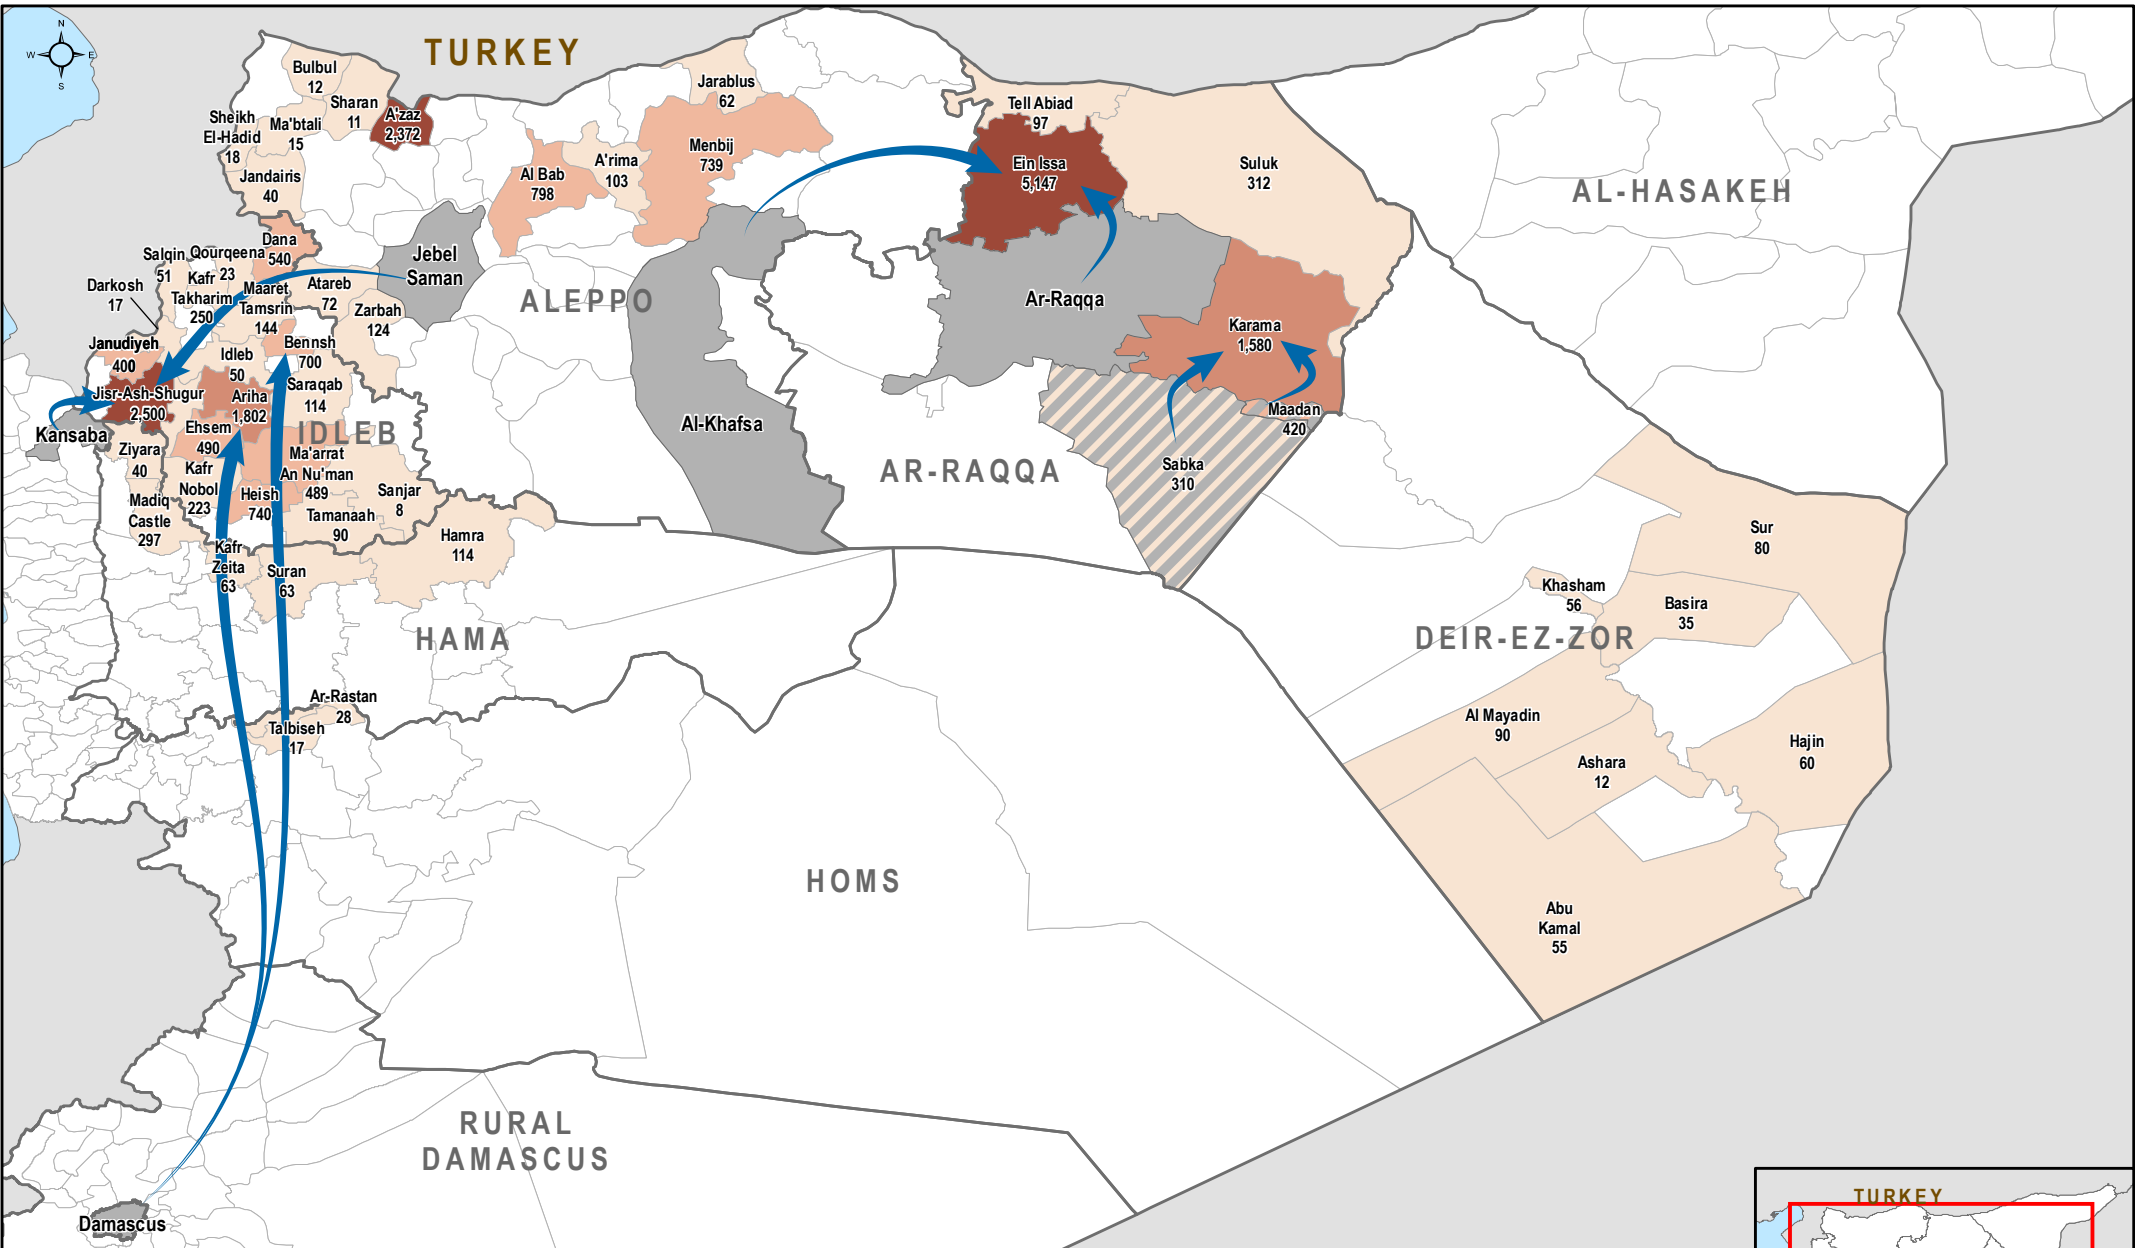 N
W
E
S
TURKEY
Bulbul
12
Sharan
11
A'zaz
2,372
Sheikh
El-Hadid
18
Ma'btali
15
Jandairis
40
Jarablus
62
Menbij
739
A'rima
103
Al Bab
798
Tell Abiad
97
Ein Issa
5,147
Suluk
312
AL-HASAKEH
Dana
540
Salqin
51
Qourqeena
23
Kafr
Takharim
250
Darkosh
17
Maaret
Tamsrin
144
Atareb
72
Zarbah
124
Jebel
Saman
ALEPPO
Ar-Raqqa
Karama
1,580
Janudiyeh
400
Idleb
50
Bennsh
700
Saraqab
114
Jisr-Ash-Shugur
2,500
Ariha
1,802
Kansaba
Ehsem
490
IDLEB
Al-Khafsa
Maadan
420
Ziyara
40
Kafr
Nobol
223
Ma'arrat
An Nu'man
489
Heish
740
Sanjar
8
AR-RAQQA
Sabka
310
Madiq
Castle
297
Tamanaah
90
Hamra
114
Kafr
Zeita
63
Suran
63
Sur
80
Khasham
56
Basira
35
HAMA
DEIR-EZ-ZOR
Ar-Rastan
28
Talbiseh
17
Al Mayadin
90
Ashara
12
Hajin
60
HOMS
Abu
Kamal
55
RURAL
DAMASCUS
Damascus
TURKEY